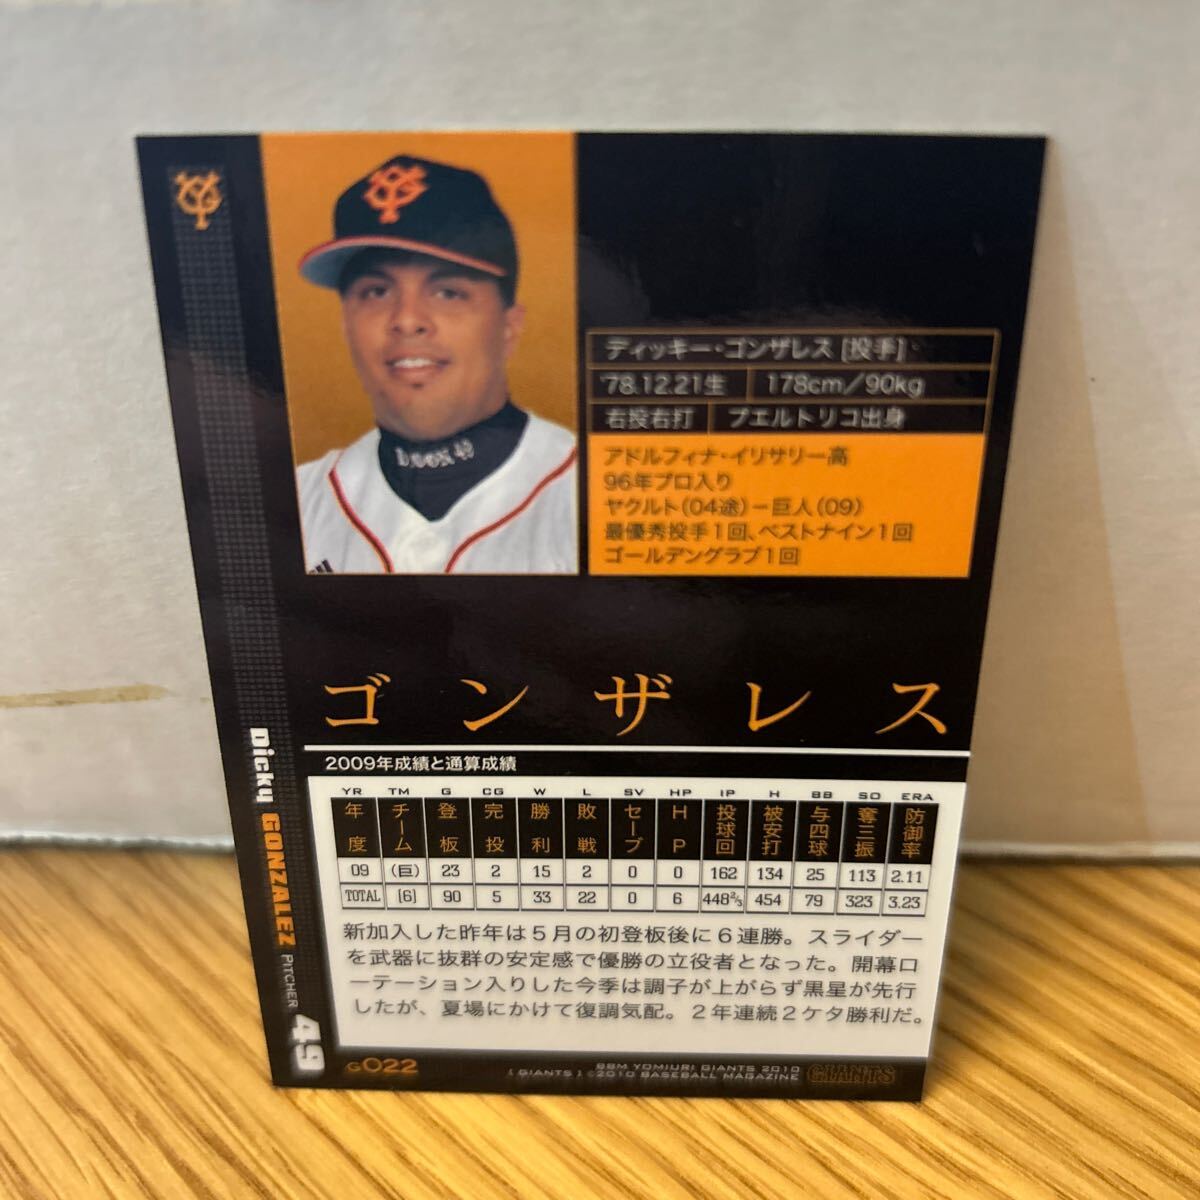 ディッキー・ゴンザレス [投手]
'78.12.21生 178cm/90kg
右投右打 プエルトリコ出身
アドルフィナ・イリサリー高
96年プロ入り
ヤクルト(04途)－巨人(09)
最優秀投手1回、ベストナイン1回
ゴールデングラブ1回
ゴンザレス
Dicky GONZALEZ PITCHER 49
2009年成績と通算成績
YR TM G CG W L SV HP IP H BB SO ERA
年度 チーム 登板 完投 勝利 敗戦 セーブ HP 投球回 被安打 与四球 奪三振 防御率
09 (巨) 23 2 15 2 0 0 162 134 25 113 2.11
TOTAL [6] 90 5 33 22 0 6 448⅔ 454 79 323 3.23
新加入した昨年は5月の初登板後に6連勝。スライダー
を武器に抜群の安定感で優勝の立役者となった。開幕ロ
ーテーション入りした今季は調子が上がらず黒星が先行
したが、夏場にかけて復調気配。2年連続2ケタ勝利だ。
G022
BBM YOMIURI GIANTS 2010
[ GIANTS ] ©2010 BASEBALL MAGAZINE
GIANTS